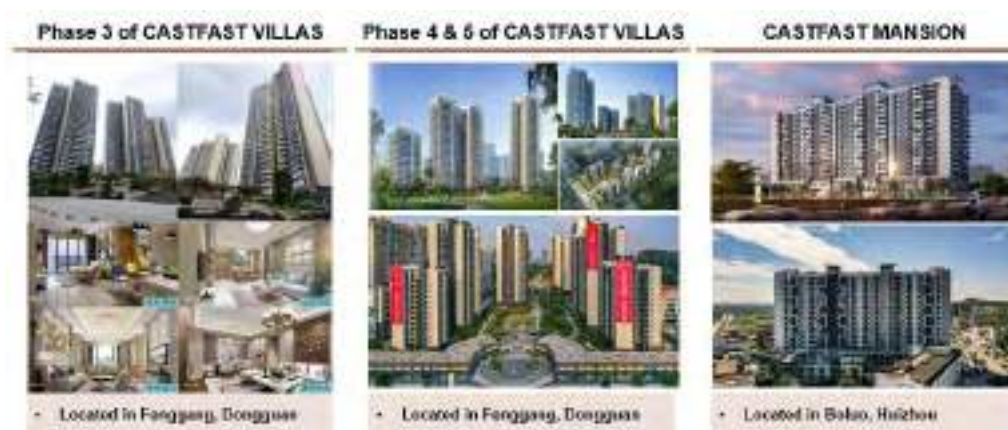 Phase 3 of CASTFAST VILLAS
Phase 4 & 5 of CASTFAST VILLAS
CASTFAST MANSION
• Located in Fenggang, Dongguan
• Located in Fenggang, Dongguan
• Located in Boluo, Huizhou